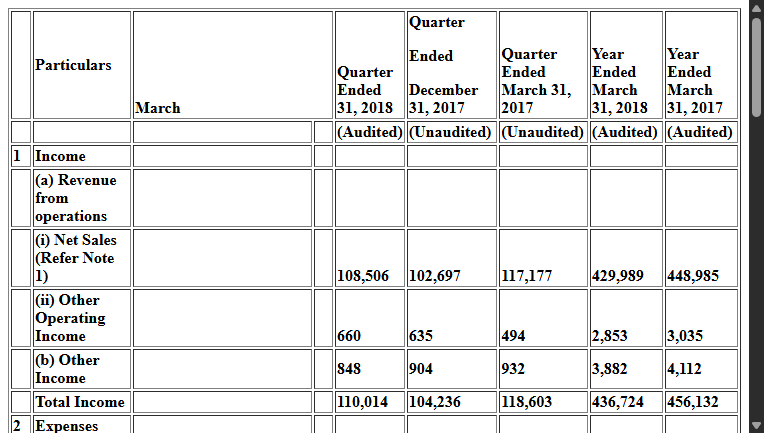 Particulars
March
Quarter
Ended
31, 2018
Quarter
Ended
December
31, 2017
Quarter
Ended
March 31,
2017
Year
Ended
March
31, 2018
Year
Ended
March
31, 2017
(Audited) (Unaudited) (Unaudited) (Audited) (Audited)
1 Income
(a) Revenue
from
operations
(i) Net Sales
(Refer Note
1) 108,506 102,697 117,177 429,989 448,985
(ii) Other
Operating
Income 660 635 494 2,853 3,035
(b) Other
Income 848 904 932 3,882 4,112
Total Income 110,014 104,236 118,603 436,724 456,132
2 Expenses